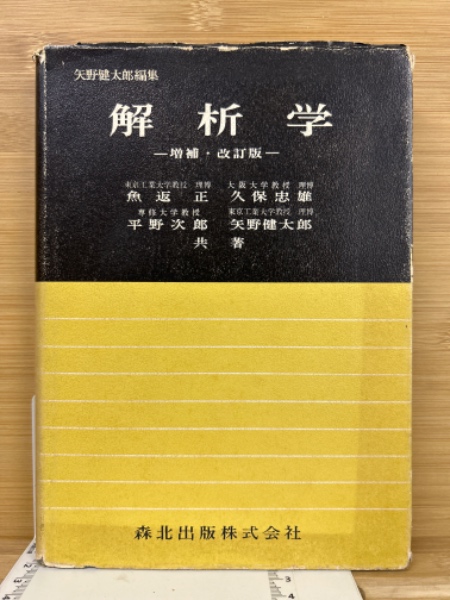 矢野健太郎編集
解析学
—増補・改訂版—
東京工業大学教授 理博 大阪大学教授 理博
魚返正 久保忠雄
専修大学教授 東京工業大学教授 理博
平野次郎 矢野健太郎
共著
森北出版株式会社
3
4